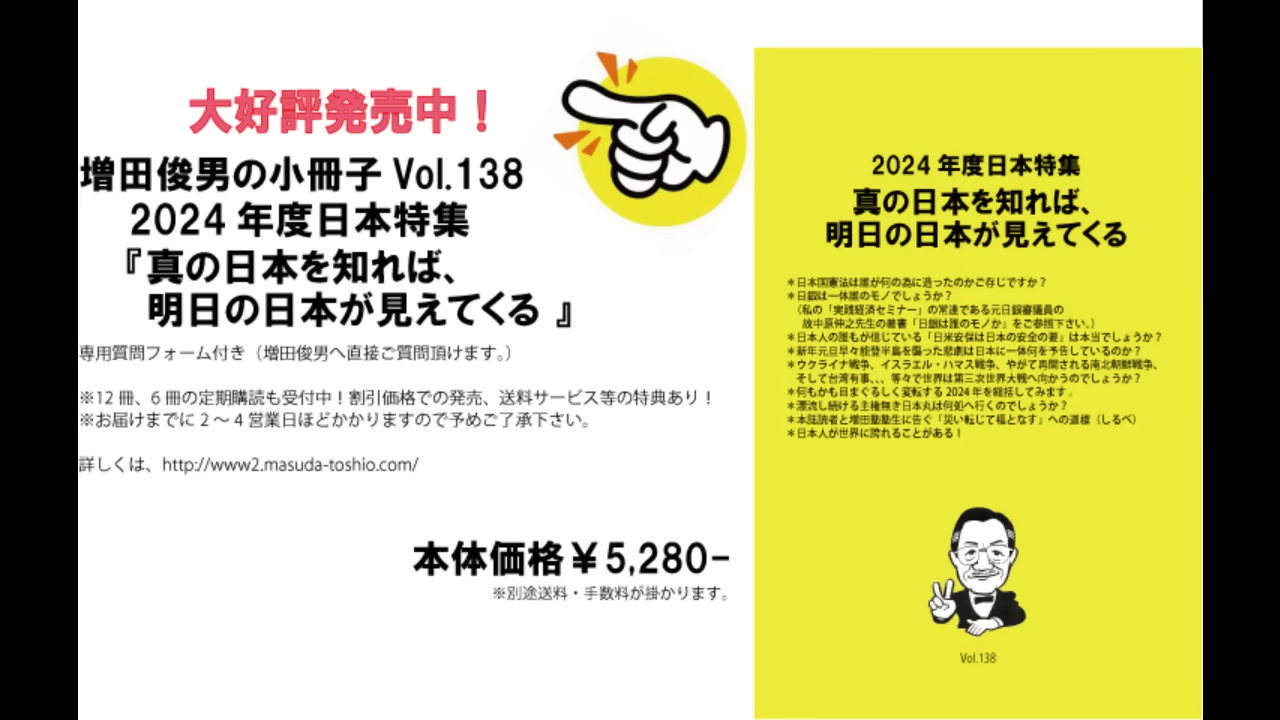 大好評発売中！
増田俊男の小冊子 Vol.138
2024 年度日本特集
『真の日本を知れば、
明日の日本が見えてくる 』
専用質問フォーム付き（増田俊男へ直接ご質問頂けます。）
※12 冊、6 冊の定期購読も受付中！割引価格での発売、送料サービス等の特典あり！
※お届けまでに 2 〜 4 営業日ほどかかりますので予めご了承下さい。
詳しくは、http://www2.masuda-toshio.com/
本体価格￥5,280−
※別途送料・手数料が掛かります。
2024 年度日本特集
真の日本を知れば、
明日の日本が見えてくる
＊日本国憲法は誰が何の為に造ったのかご存じですか？
＊日銀は一体誰のモノでしょうか？
（私の「実践経済セミナー」の常連である元日銀審議員の
故中原伸之先生の著書「日銀は誰のモノか」をご参照下さい。）
＊日本人の誰もが信じている「日米安保は日本の安全の要」は本当でしょうか？
＊新年元旦早々能登半島を襲った悲劇は日本に一体何を予告しているのか？
＊ウクライナ戦争、イスラエル・ハマス戦争、やがて再開される南北朝鮮戦争、
そして台湾有事、、、等々で世界は第三次世界大戦へ向かうのでしょうか？
＊何もかも目まぐるしく変転する 2024 年を総括してみます。
＊漂流し続ける主権無き日本丸は何処へ行くのでしょうか？
＊本誌読者と増田塾塾生に告ぐ「災い転じて福となす」への道標（しるべ）
＊日本人が世界に誇れることがある！
Vol.138